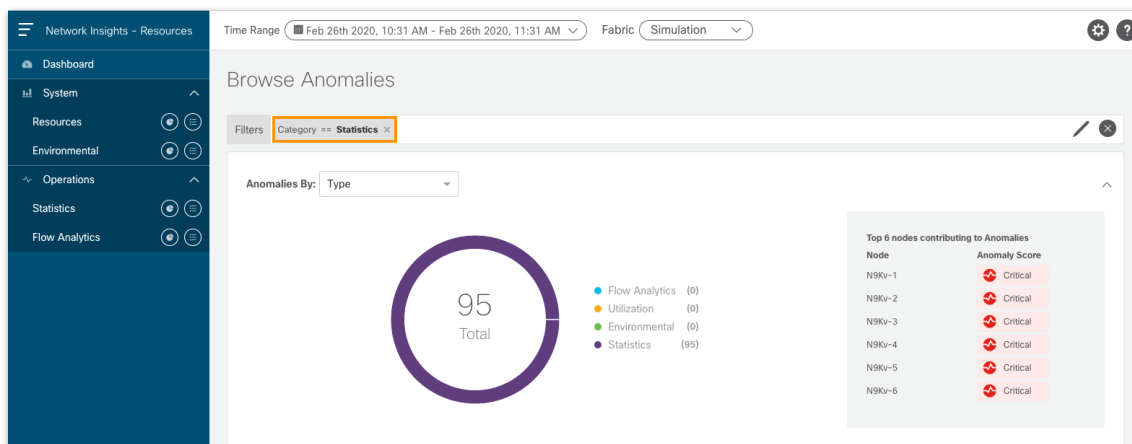 Network Insights - Resources
Time Range Feb 26th 2020, 10:31 AM - Feb 26th 2020, 11:31 AM Fabric Simulation
?
Dashboard
System
Resources
Environmental
Operations
Statistics
Flow Analytics
Browse Anomalies
Filters Category == Statistics ×
Anomalies By: Type
95
Total
Flow Analytics (0)
Utilization (0)
Environmental (0)
Statistics (95)
Top 6 nodes contributing to Anomalies
Node Anomaly Score
N9Kv-1 Critical
N9Kv-2 Critical
N9Kv-3 Critical
N9Kv-4 Critical
N9Kv-5 Critical
N9Kv-6 Critical